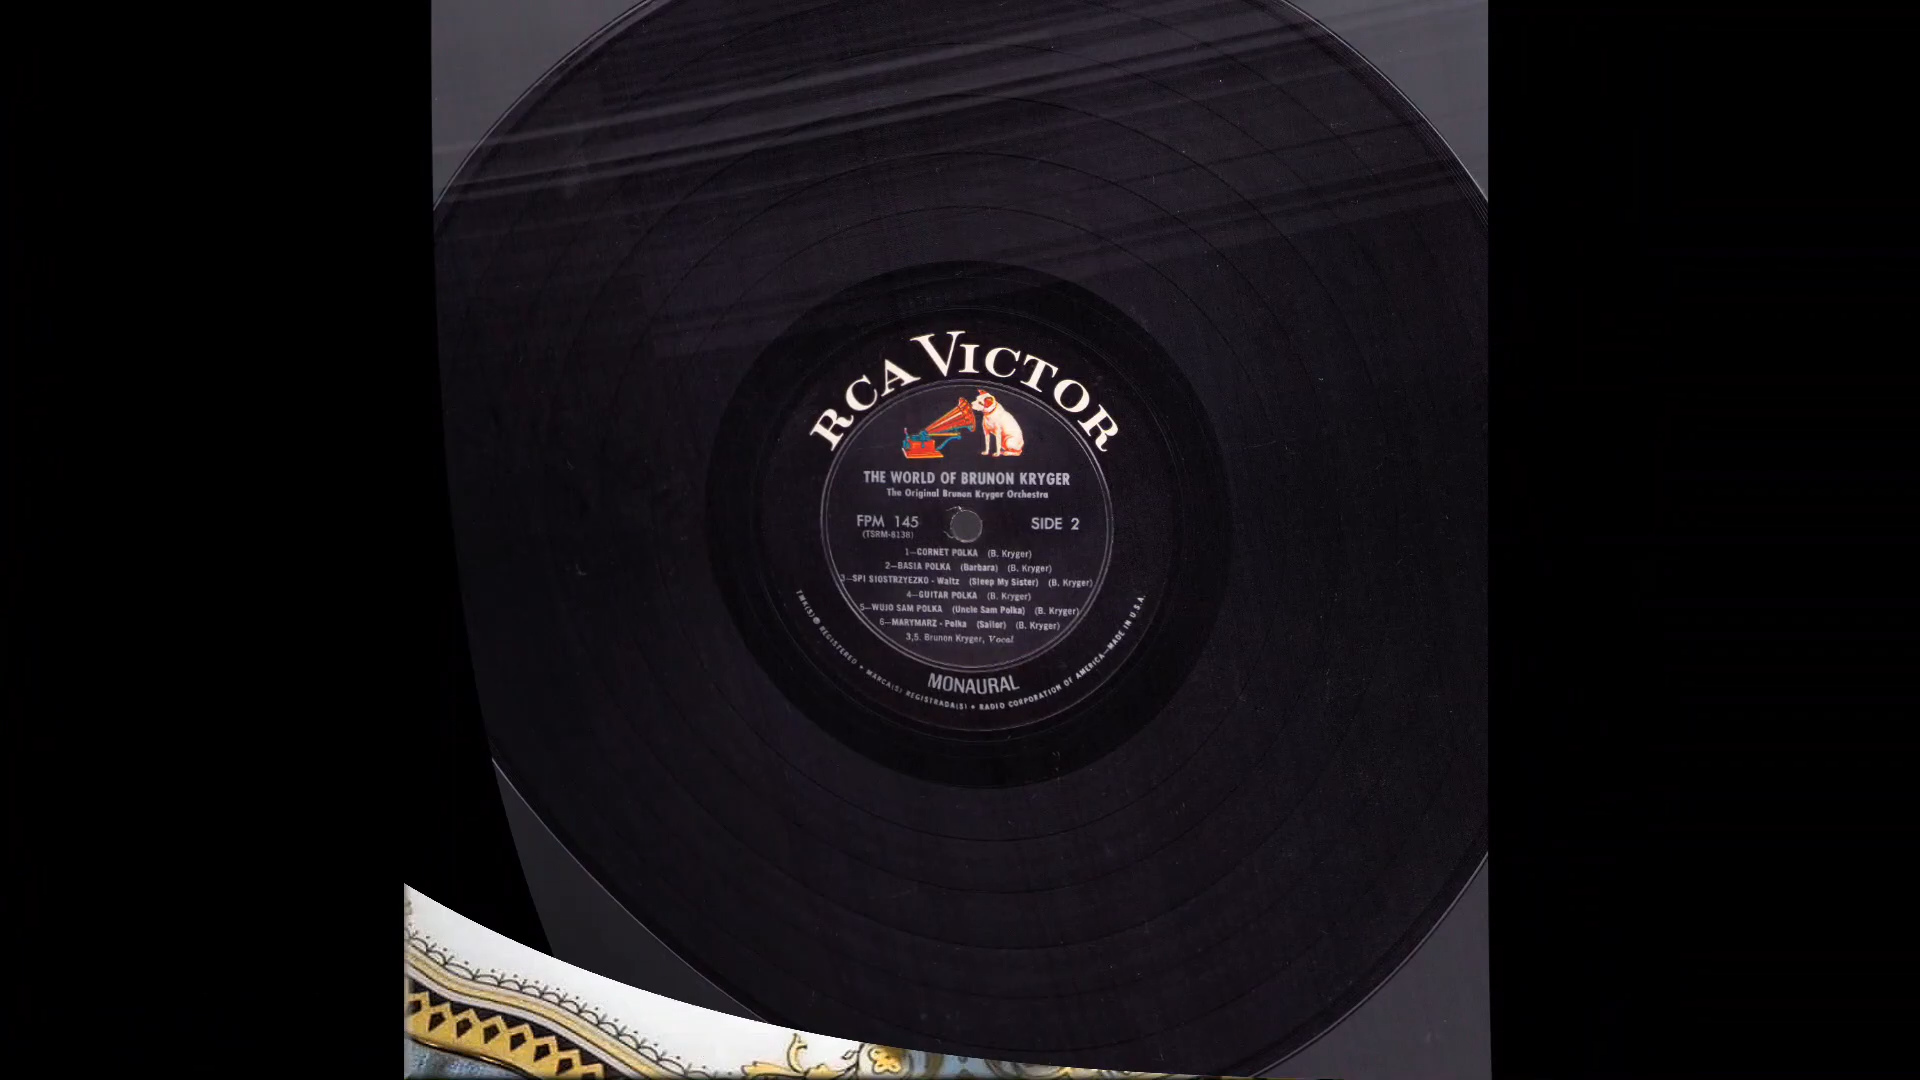 RCA VICTOR
THE WORLD OF BRUNON KRYGER
The Original Brunon Kryger Orchestra
FPM 145 SIDE 2
(TSRM-8138)
1—CORNET POLKA (B. Kryger)
2—BASIA POLKA (Barbara) (B. Kryger)
3—SPI SIOSTRZYEZKO - Waltz (Sleep My Sister) (B. Kryger)
4—GUITAR POLKA (B. Kryger)
5—WUJO SAM POLKA (Uncle Sam Polka) (B. Kryger)
6—MARYMARZ - Polka (Sailor) (B. Kryger)
3,5. Brunon Kryger, Vocal
MONAURAL
TMK(S) ® REGISTERED • MARCA(S) REGISTRADA(S) • RADIO CORPORATION OF AMERICA—MADE IN U.S.A.